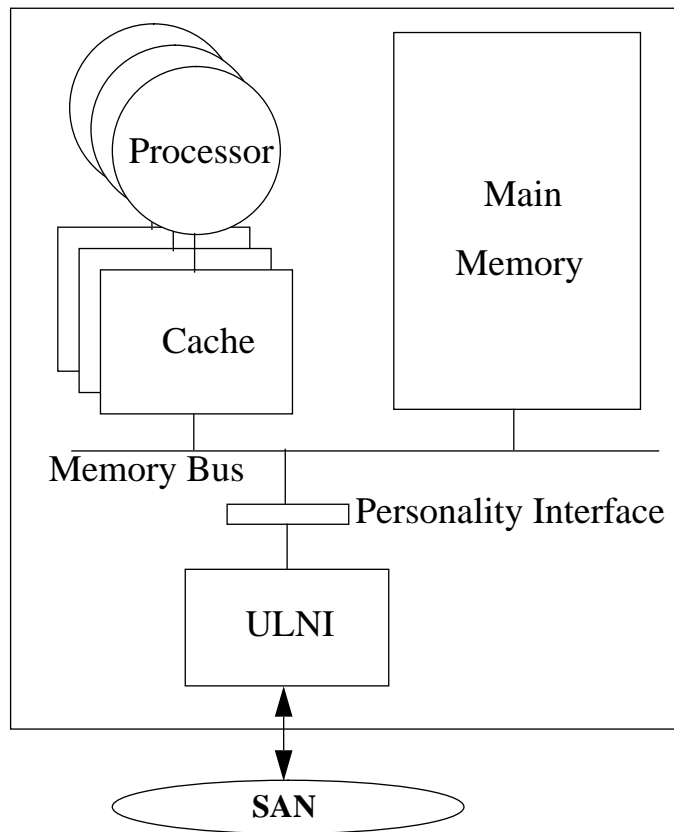 Processor
Main
Memory
Cache
Memory Bus
Personality Interface
ULNI
SAN